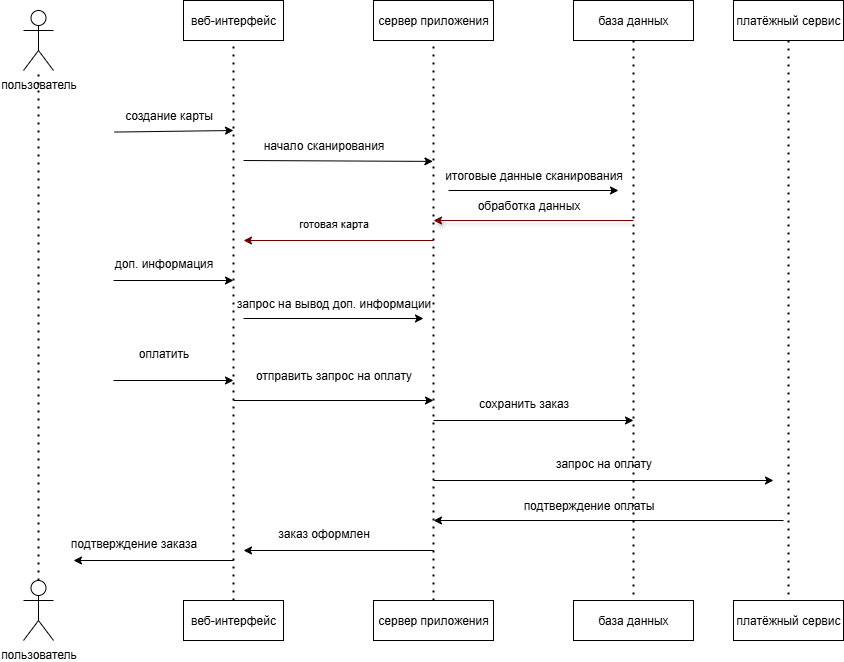 веб-интерфейс
сервер приложения
база данных
платёжный сервис
пользователь
создание карты
начало сканирования
итоговые данные сканирования
обработка данных
готовая карта
доп. информация
запрос на вывод доп. информации
оплатить
отправить запрос на оплату
сохранить заказ
запрос на оплату
подтверждение оплаты
заказ оформлен
подтверждение заказа
веб-интерфейс
сервер приложения
база данных
платёжный сервис
пользователь